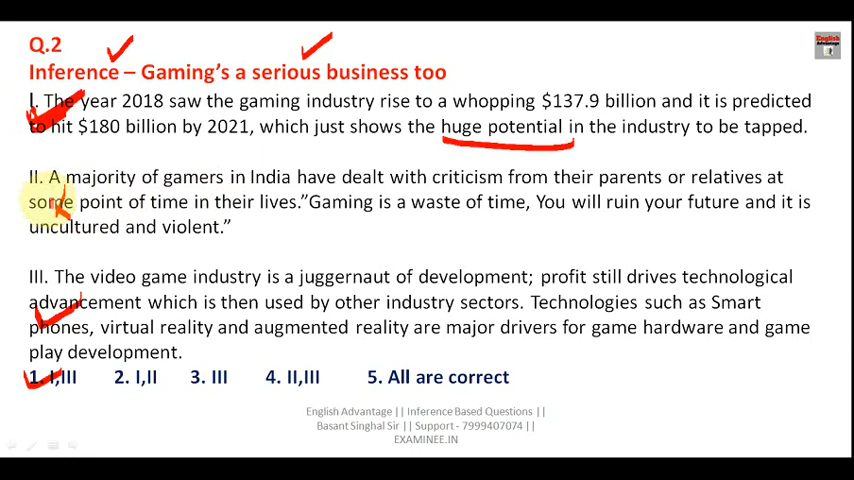 Q.2
Inference – Gaming's a serious business too
I. The year 2018 saw the gaming industry rise to a whopping $137.9 billion and it is predicted
to hit $180 billion by 2021, which just shows the huge potential in the industry to be tapped.
II. A majority of gamers in India have dealt with criticism from their parents or relatives at
some point of time in their lives."Gaming is a waste of time, You will ruin your future and it is
uncultured and violent."
III. The video game industry is a juggernaut of development; profit still drives technological
advancement which is then used by other industry sectors. Technologies such as Smart
phones, virtual reality and augmented reality are major drivers for game hardware and game
play development.
1. I,III 2. I,II 3. III 4. II,III 5. All are correct
English Advantage || Inference Based Questions ||
Basant Singhal Sir || Support - 7999407074 ||
EXAMINEE.IN
English
Advantage